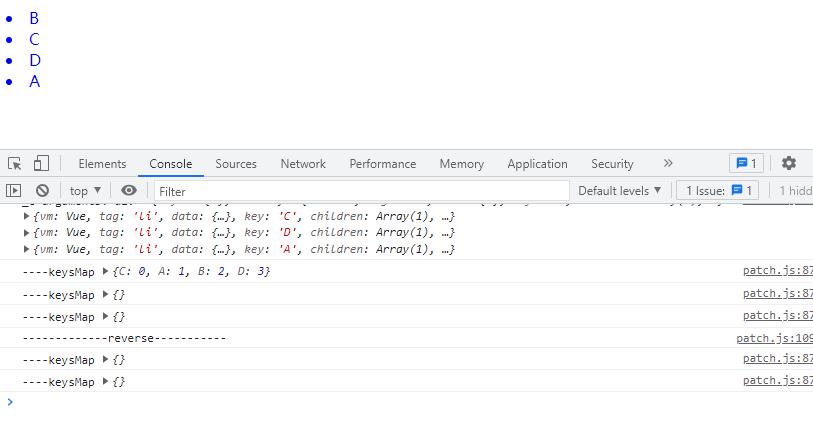 B
C
D
A
Elements Console Sources Network Performance Memory Application Security » 1
top ▼ Filter Default levels ▼ 1 Issue: 1 1 hidd
▶ {vm: Vue, tag: 'li', data: {…}, key: 'C', children: Array(1), …}
▶ {vm: Vue, tag: 'li', data: {…}, key: 'D', children: Array(1), …}
▶ {vm: Vue, tag: 'li', data: {…}, key: 'A', children: Array(1), …}
----keysMap ▶ {C: 0, A: 1, B: 2, D: 3} patch.js:87
----keysMap ▶ {} patch.js:87
----keysMap ▶ {} patch.js:87
-------------reverse----------- patch.js:109
----keysMap ▶ {} patch.js:87
----keysMap ▶ {} patch.js:87
>